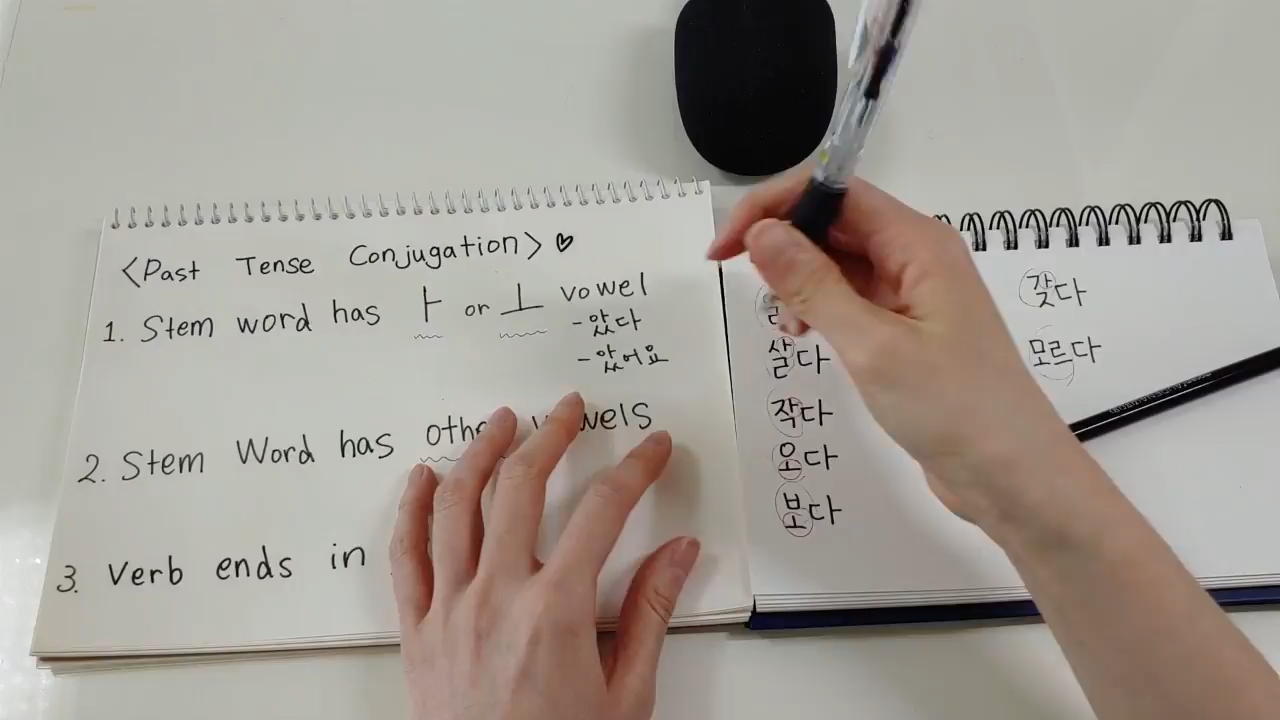 <Past Tense Conjugation> ♡
1. Stem word has ㅏ or ㅗ vowel
-았다
-았어요
2. Stem Word has
3. Verb ends in
살다
작다
오다
보다
갖다
모르다